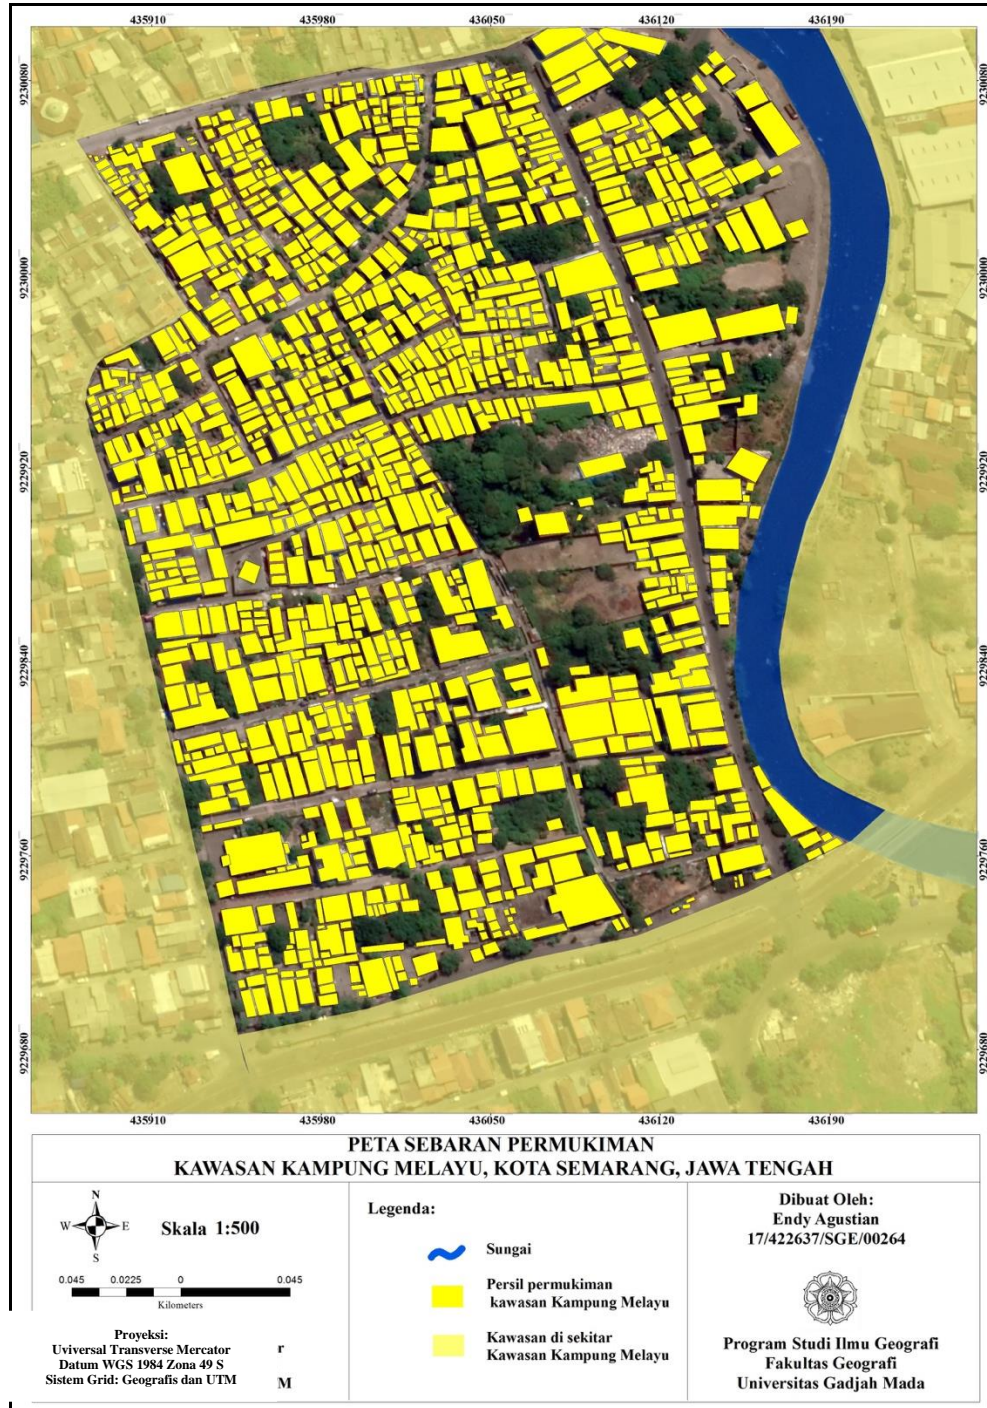 435910 435980 436050 436120 436190
9230080 9230080
9230000 9230000
9229920 9229920
9229840 9229840
9229760 9229760
9229680 9229680
435910 435980 436050 436120 436190
PETA SEBARAN PERMUKIMAN
KAWASAN KAMPUNG MELAYU, KOTA SEMARANG, JAWA TENGAH
N
W E
S
Skala 1:500
0.045 0.0225 0 0.045
Kilometers
Proyeksi:
Uviversal Transverse Mercator
Datum WGS 1984 Zona 49 S
Sistem Grid: Geografis dan UTM
r
M
Legenda:
Sungai
Persil permukiman
kawasan Kampung Melayu
Kawasan di sekitar
Kawasan Kampung Melayu
Dibuat Oleh:
Endy Agustian
17/422637/SGE/00264
Program Studi Ilmu Geografi
Fakultas Geografi
Universitas Gadjah Mada